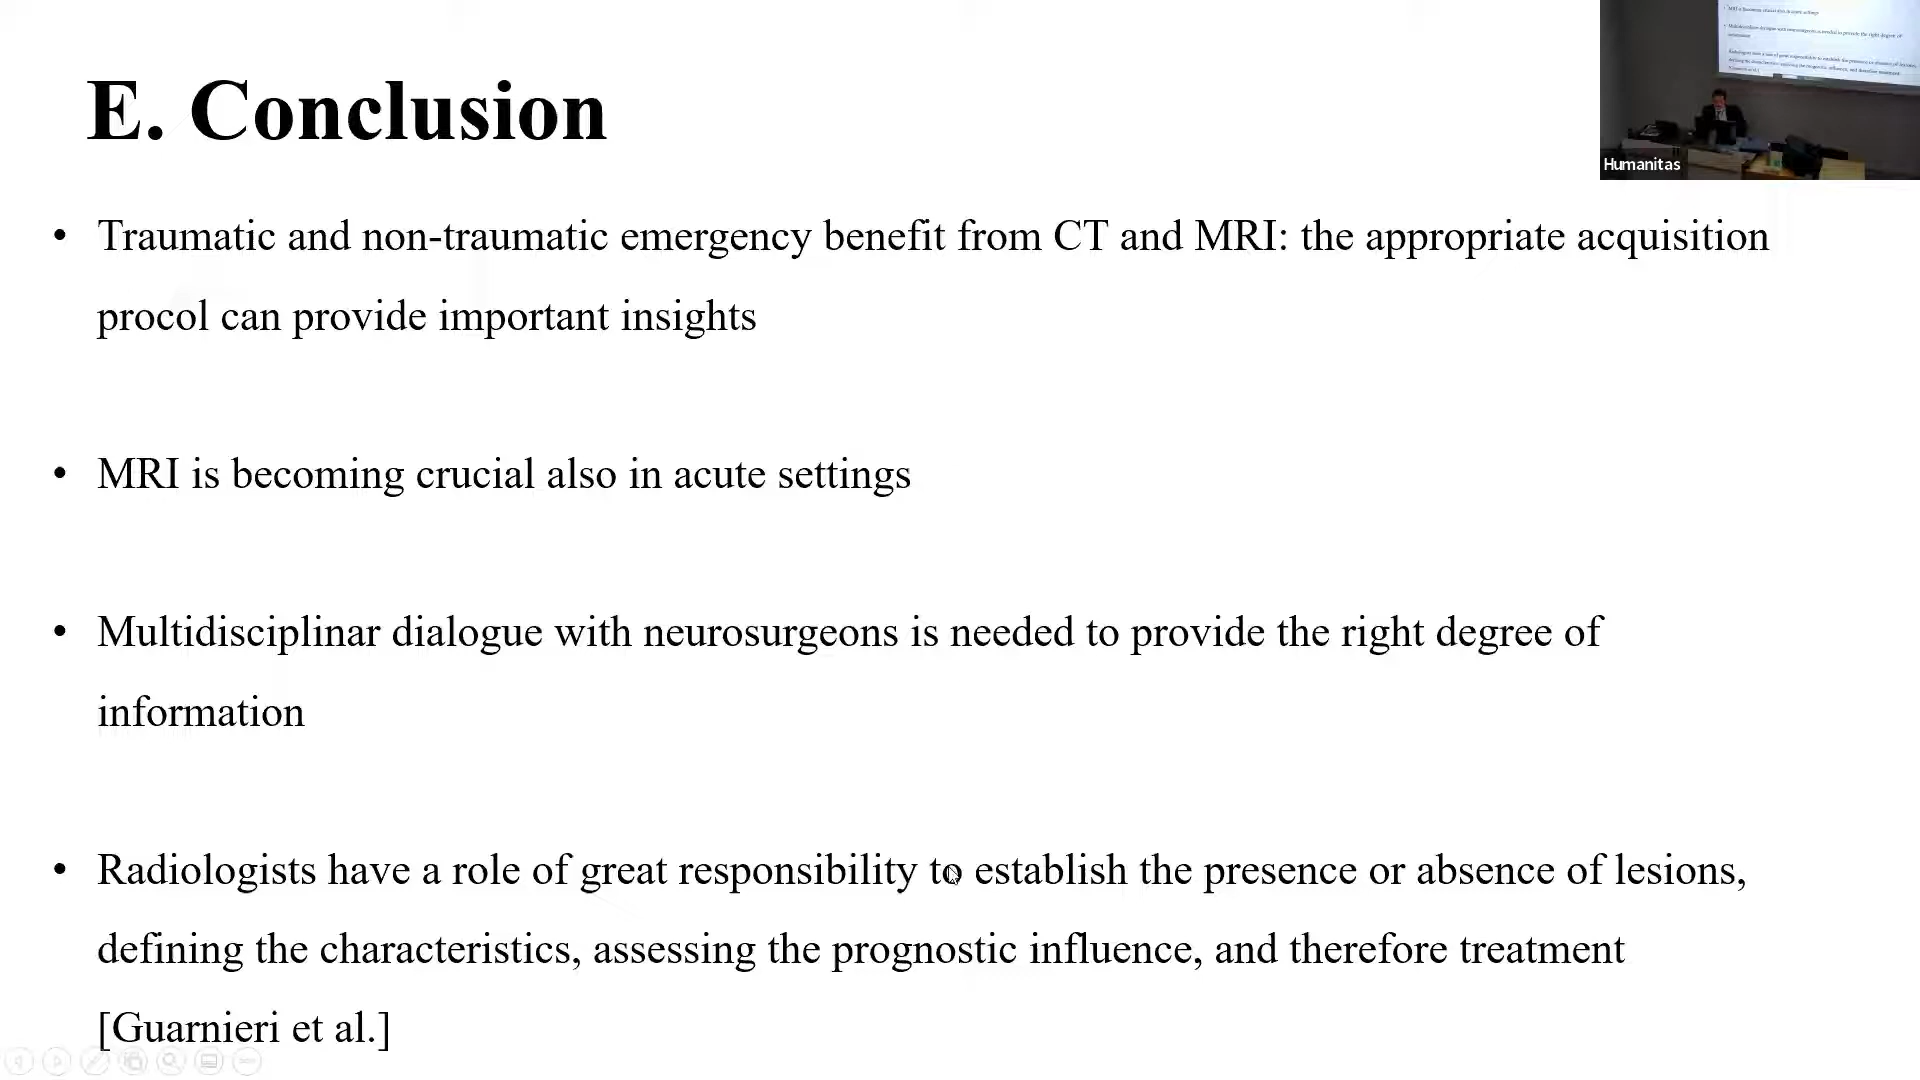 E. Conclusion
Humanitas
• Traumatic and non-traumatic emergency benefit from CT and MRI: the appropriate acquisition
procol can provide important insights
• MRI is becoming crucial also in acute settings
• Multidisciplinar dialogue with neurosurgeons is needed to provide the right degree of
information
• Radiologists have a role of great responsibility to establish the presence or absence of lesions,
defining the characteristics, assessing the prognostic influence, and therefore treatment
[Guarnieri et al.]